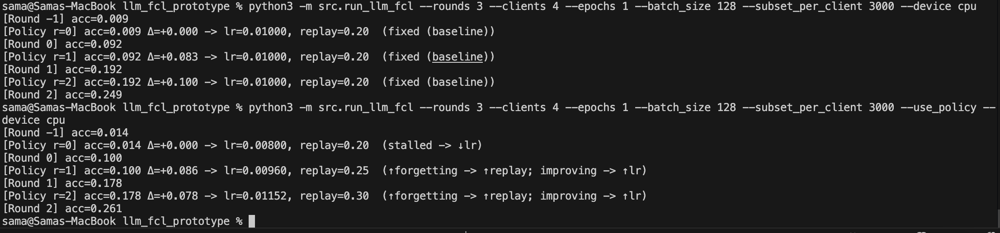 sama@Samas-MacBook llm_fcl_prototype % python3 -m src.run_llm_fcl --rounds 3 --clients 4 --epochs 1 --batch_size 128 --subset_per_client 3000 --device cpu
[Round -1] acc=0.009
[Policy r=0] acc=0.009 Δ=+0.000 -> lr=0.01000, replay=0.20  (fixed (baseline))
[Round 0] acc=0.092
[Policy r=1] acc=0.092 Δ=+0.083 -> lr=0.01000, replay=0.20  (fixed (baseline))
[Round 1] acc=0.192
[Policy r=2] acc=0.192 Δ=+0.100 -> lr=0.01000, replay=0.20  (fixed (baseline))
[Round 2] acc=0.249
sama@Samas-MacBook llm_fcl_prototype % python3 -m src.run_llm_fcl --rounds 3 --clients 4 --epochs 1 --batch_size 128 --subset_per_client 3000 --use_policy --
device cpu
[Round -1] acc=0.014
[Policy r=0] acc=0.014 Δ=+0.000 -> lr=0.00800, replay=0.20  (stalled -> ↓lr)
[Round 0] acc=0.100
[Policy r=1] acc=0.100 Δ=+0.086 -> lr=0.00960, replay=0.25  (↑forgetting -> ↑replay; improving -> ↑lr)
[Round 1] acc=0.178
[Policy r=2] acc=0.178 Δ=+0.078 -> lr=0.01152, replay=0.30  (↑forgetting -> ↑replay; improving -> ↑lr)
[Round 2] acc=0.261
sama@Samas-MacBook llm_fcl_prototype %